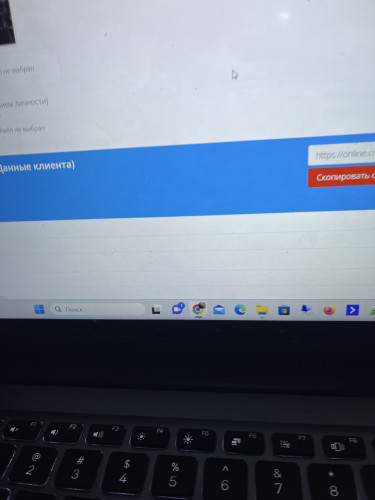 не выбран
личности)
Файл не выбран
Данные клиента)
https://online.c
Скопировать с
Поиск
F1
F2
F3
F4
F5
F6
F7
F8
@
2
#
3
$
4
%
5
^
6
&
7
*
8